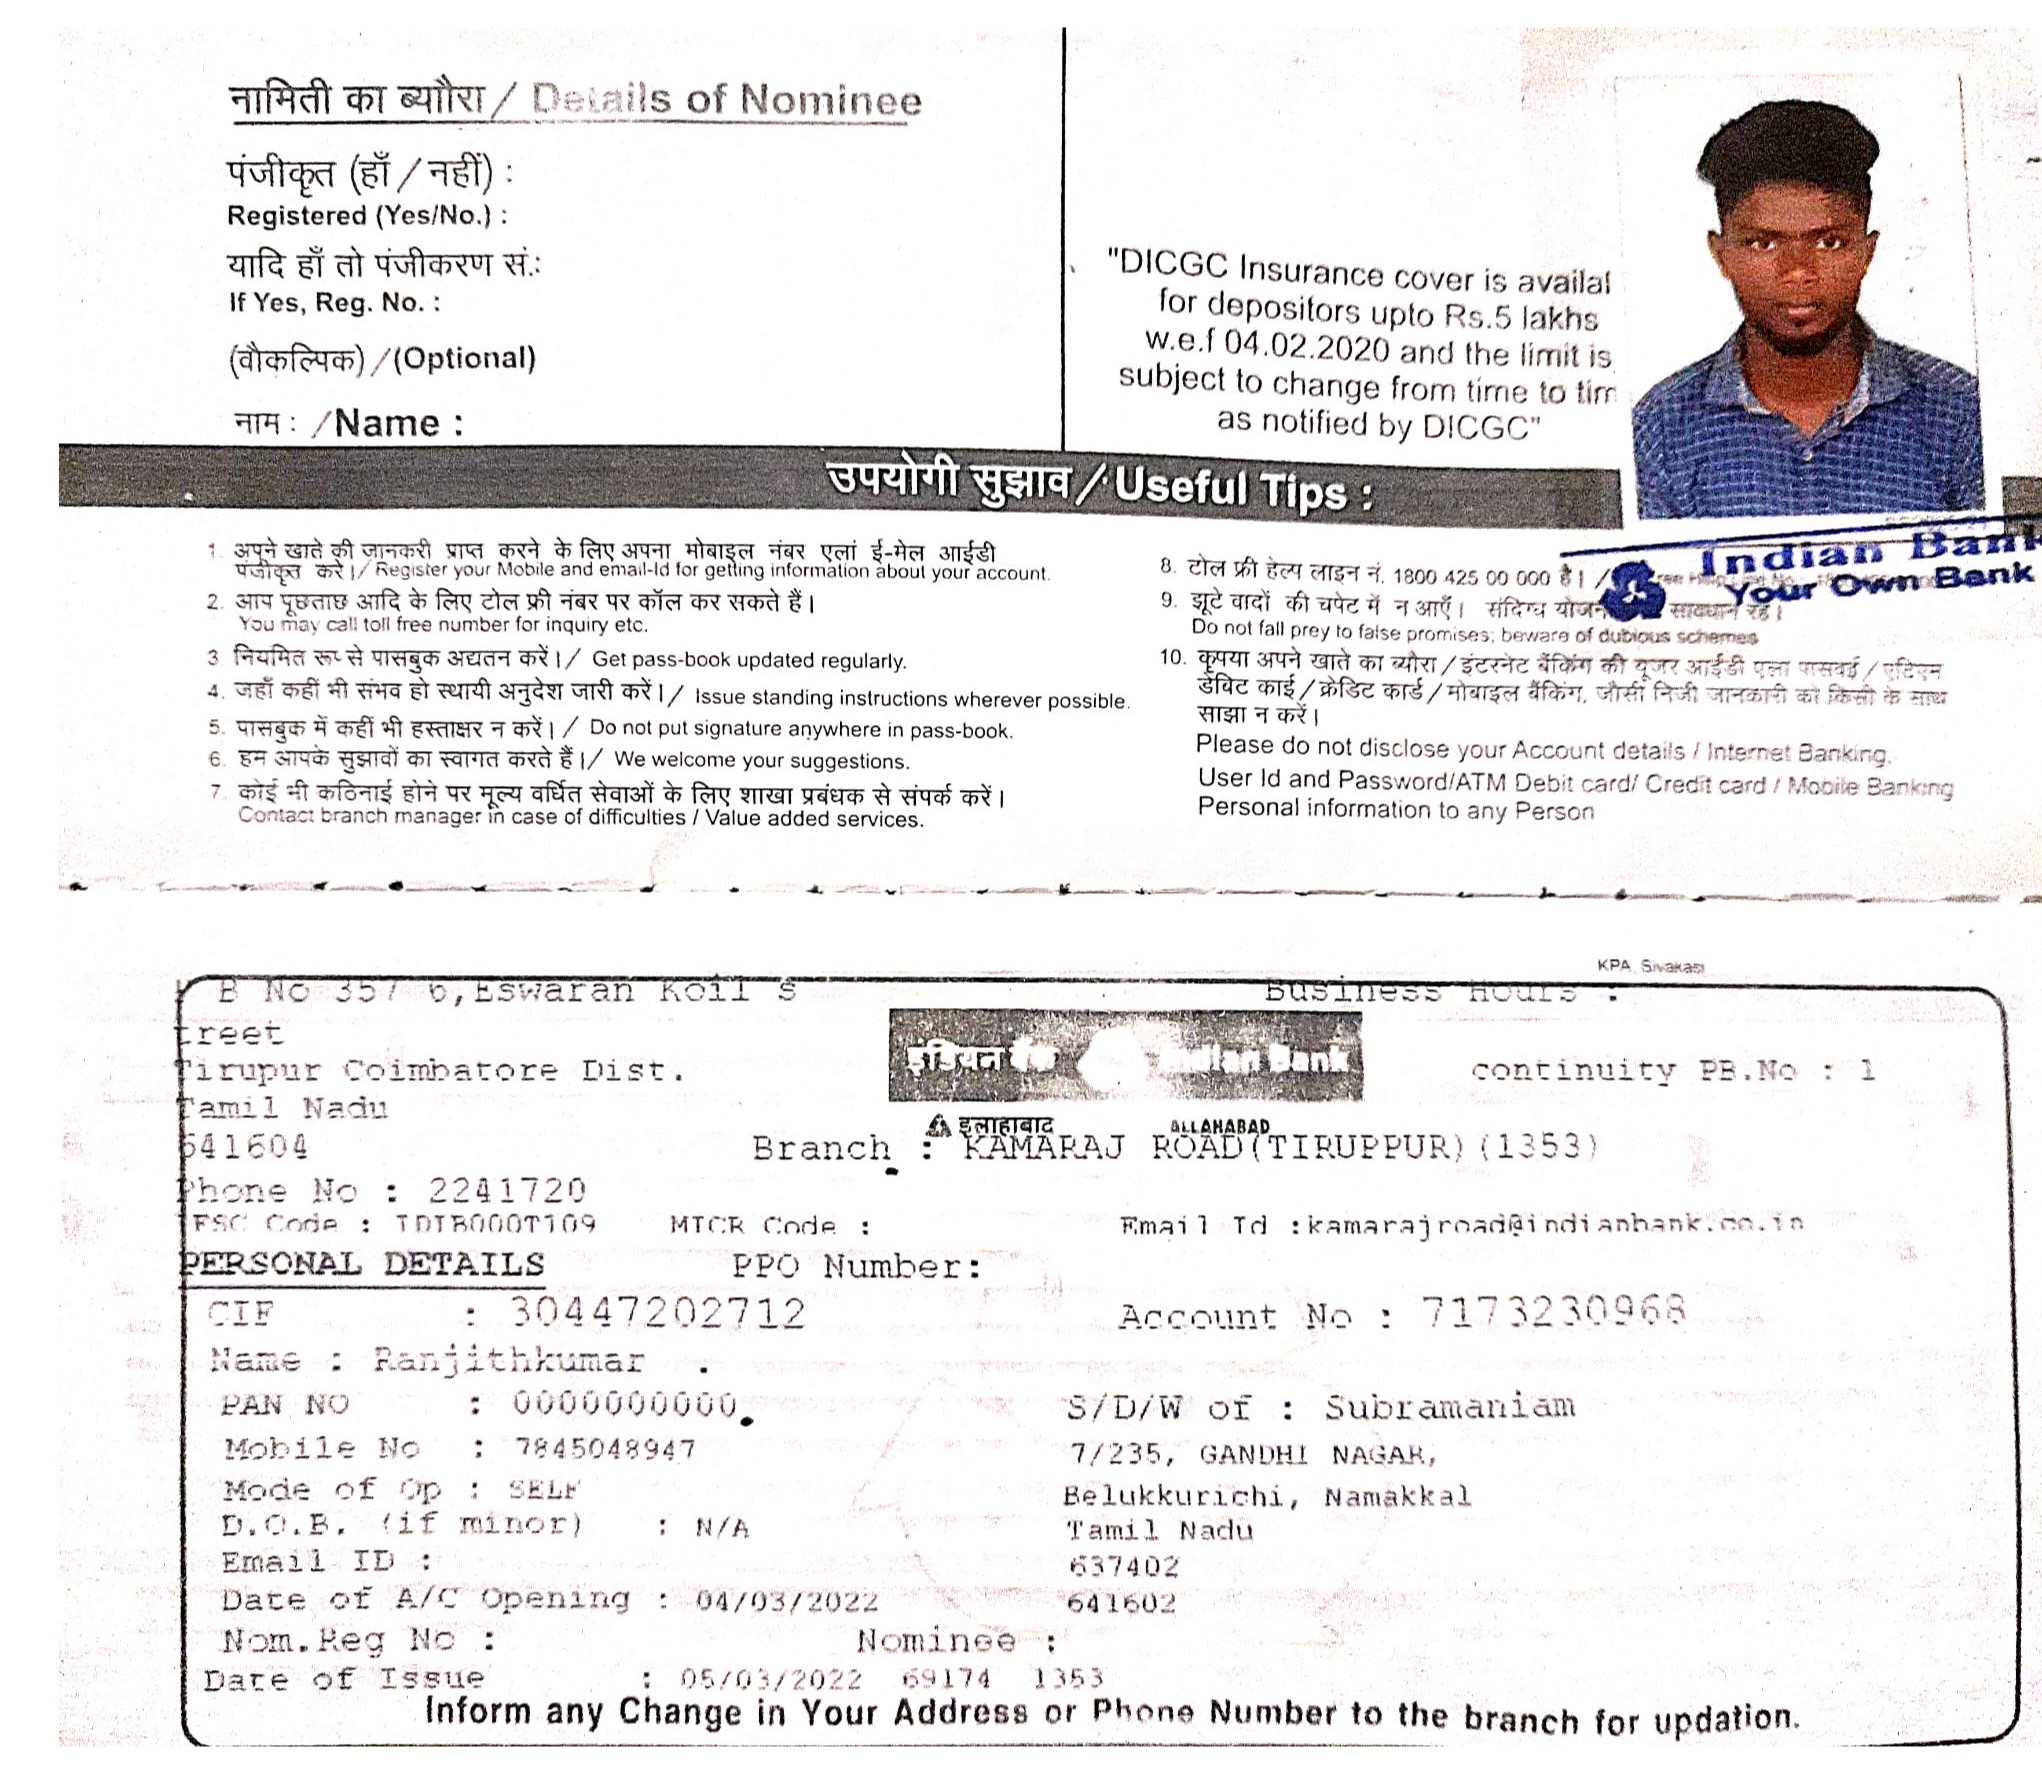 नामिती का ब्यौरा / Details of Nominee
पंजीकृत (हाँ / नहीं) :
Registered (Yes/No.) :
यादि हाँ तो पंजीकरण सं.:
If Yes, Reg. No. :
(वौकल्पिक) / (Optional)
नाम : / Name :
"DICGC Insurance cover is availal
for depositors upto Rs.5 lakhs
w.e.f 04.02.2020 and the limit is
subject to change from time to tim
as notified by DICGC"
उपयोगी सुझाव / Useful Tips :
1. अपने खाते की जानकरी प्राप्त करने के लिए अपना मोबाइल नंबर एलां ई-मेल आईडी
पंजीकृत करें।/ Register your Mobile and email-Id for getting information about your account.
2. आप पूछताछ आदि के लिए टोल फ्री नंबर पर कॉल कर सकते हैं।
You may call toll free number for inquiry etc.
3 नियमित रूप से पासबुक अद्यतन करें।/ Get pass-book updated regularly.
4. जहाँ कहीं भी संभव हो स्थायी अनुदेश जारी करें।/ Issue standing instructions wherever possible.
5. पासबुक में कहीं भी हस्ताक्षर न करें।/ Do not put signature anywhere in pass-book.
6. हम आपके सुझावों का स्वागत करते हैं।/ We welcome your suggestions.
7. कोई भी कठिनाई होने पर मूल्य वर्धित सेवाओं के लिए शाखा प्रबंधक से संपर्क करें।
Contact branch manager in case of difficulties / Value added services.
8. टोल फ्री हेल्प लाइन नं. 1800 425 00 000 है। /
Indian Bank
Your Own Bank
9. झूटे वादों की चपेट में न आएँ। संदिग्ध सावधान रहें।
Do not fall prey to false promises; beware of dubious schemes
10. कृपया अपने खाते का ब्यौरा / इंटरनेट बैंकिंग की यूजर आईडी एला पासवर्ड / एटिएम
डेबिट कार्ड / क्रेडिट कार्ड / मोबाइल बैंकिंग, जौसी निजी जानकारी को किसी के साथ
साझा न करें।
Please do not disclose your Account details / Internet Banking.
User Id and Password/ATM Debit card/ Credit card / Mobile Banking
Personal information to any Person
KPA Sivakasi
B No 357 6,Eswaran Koil s
Business Hours :
treet
इंडियन बैंक Indian Bank
Tirupur Coimbatore Dist.
continuity PB.No : 1
Tamil Nadu
इलाहाबाद ALLAHABAD
641604
Branch : KAMARAJ ROAD(TIRUPPUR)(1353)
Phone No : 2241720
IFSC Code : IDIB000T109 MICR Code : Email Id :kamarajroad@indianbank.co.in
PERSONAL DETAILS PPO Number:
CIF : 30447202712 Account No : 7173230968
Name : Ranjithkumar .
PAN NO : 0000000000 S/D/W of : Subramaniam
Mobile No : 7845048947 7/235, GANDHI NAGAR,
Mode of Op : SELF Belukkurichi, Namakkal
D.O.B. (if minor) : N/A Tamil Nadu
Email ID : 637402
Date of A/C Opening : 04/03/2022 641602
Nom.Reg No : Nominee :
Date of Issue : 05/03/2022 69174 1353
Inform any Change in Your Address or Phone Number to the branch for updation.